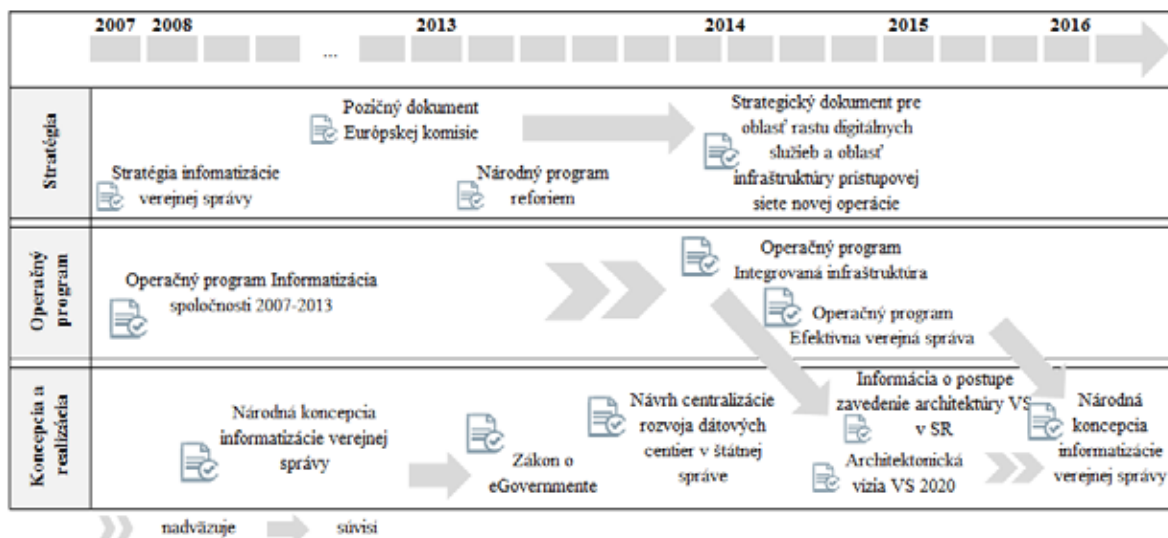 2007 2008 ... 2013 2014 2015 2016
Stratégia
Pozičný dokument
Európskej komisie
Stratégia infomatizácie
verejnej správy
Národný program
reforiem
Strategický dokument pre
oblasť rastu digitálnych
služieb a oblasť
infraštruktúry prístupovej
siete novej operácie
Operačný
program
Operačný program Informatizácia
spoločnosti 2007-2013
Operačný program
Integrovaná infraštruktúra
Operačný program
Efektívna verejná správa
Koncepcia a
realizácia
Národná koncepcia
informatizácie verejnej
správy
Zákon o
eGovernmente
Návrh centralizácie
rozvoja dátových
centier v štátnej
správe
Informácia o postupe
zavedenie architektúry VS
v SR
Architektonická
vízia VS 2020
Národná
koncepcia
informatizácie
verejnej správy
nadväzuje súvisí